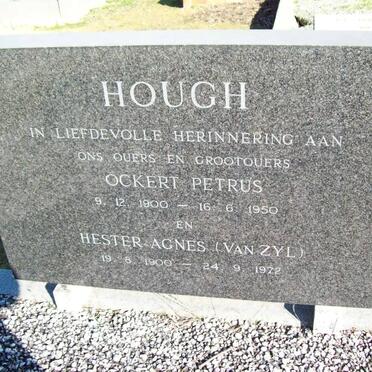 HOUGH
IN LIEFDEVOLLE HERINNERING AAN
ONS OUERS EN GROOTOUERS
OCKERT PETRUS
9. 12. 1900 — 16. 6. 1950
EN
HESTER AGNES (VAN ZYL)
19. 8. 1900 — 24. 9. 1972